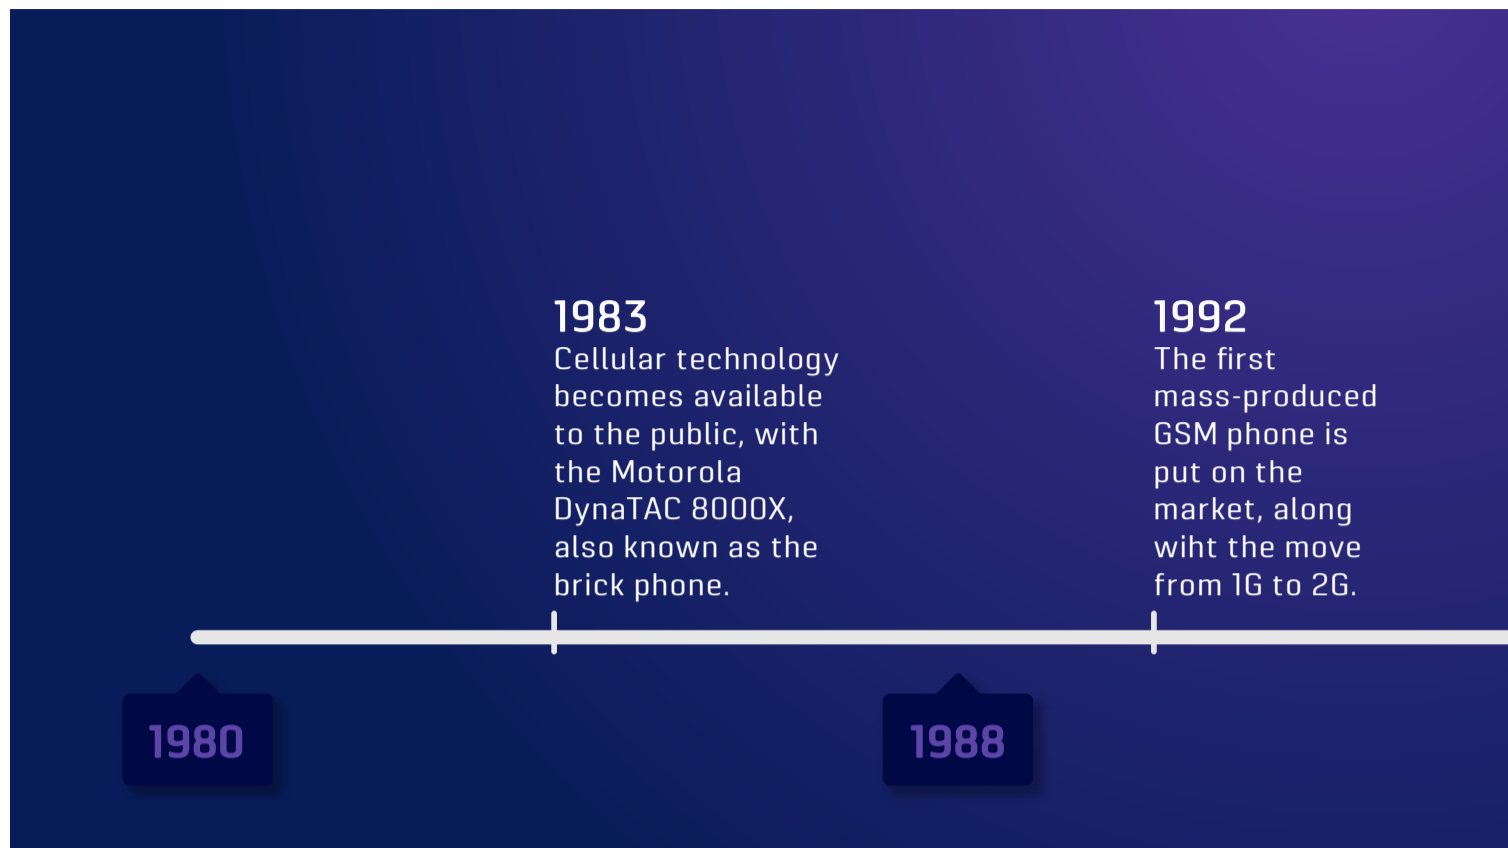 1983
Cellular technology
becomes available
to the public, with
the Motorola
DynaTAC 8000X,
also known as the
brick phone.
1992
The first
mass-produced
GSM phone is
put on the
market, along
wiht the move
from 1G to 2G.
1980
1988